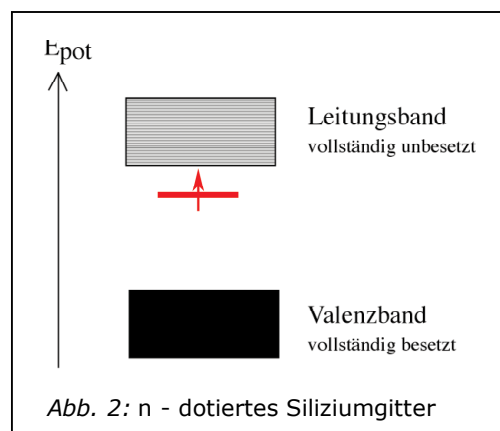 Epot
Leitungsband
vollständig unbesetzt
Valenzband
vollständig besetzt
Abb. 2: n - dotiertes Siliziumgitter